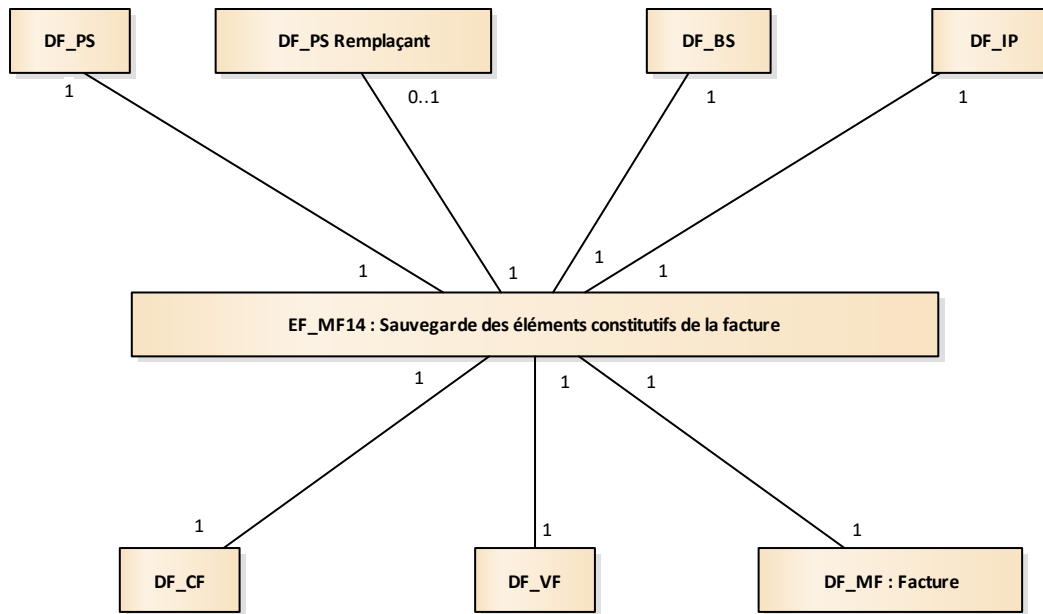 DF_PS
DF_PS Remplaçant
DF_BS
DF_IP
1
0..1
1
1
1
1
1
1
EF_MF14 : Sauvegarde des éléments constitutifs de la facture
1
1
1
1
1
1
DF_CF
DF_VF
DF_MF : Facture